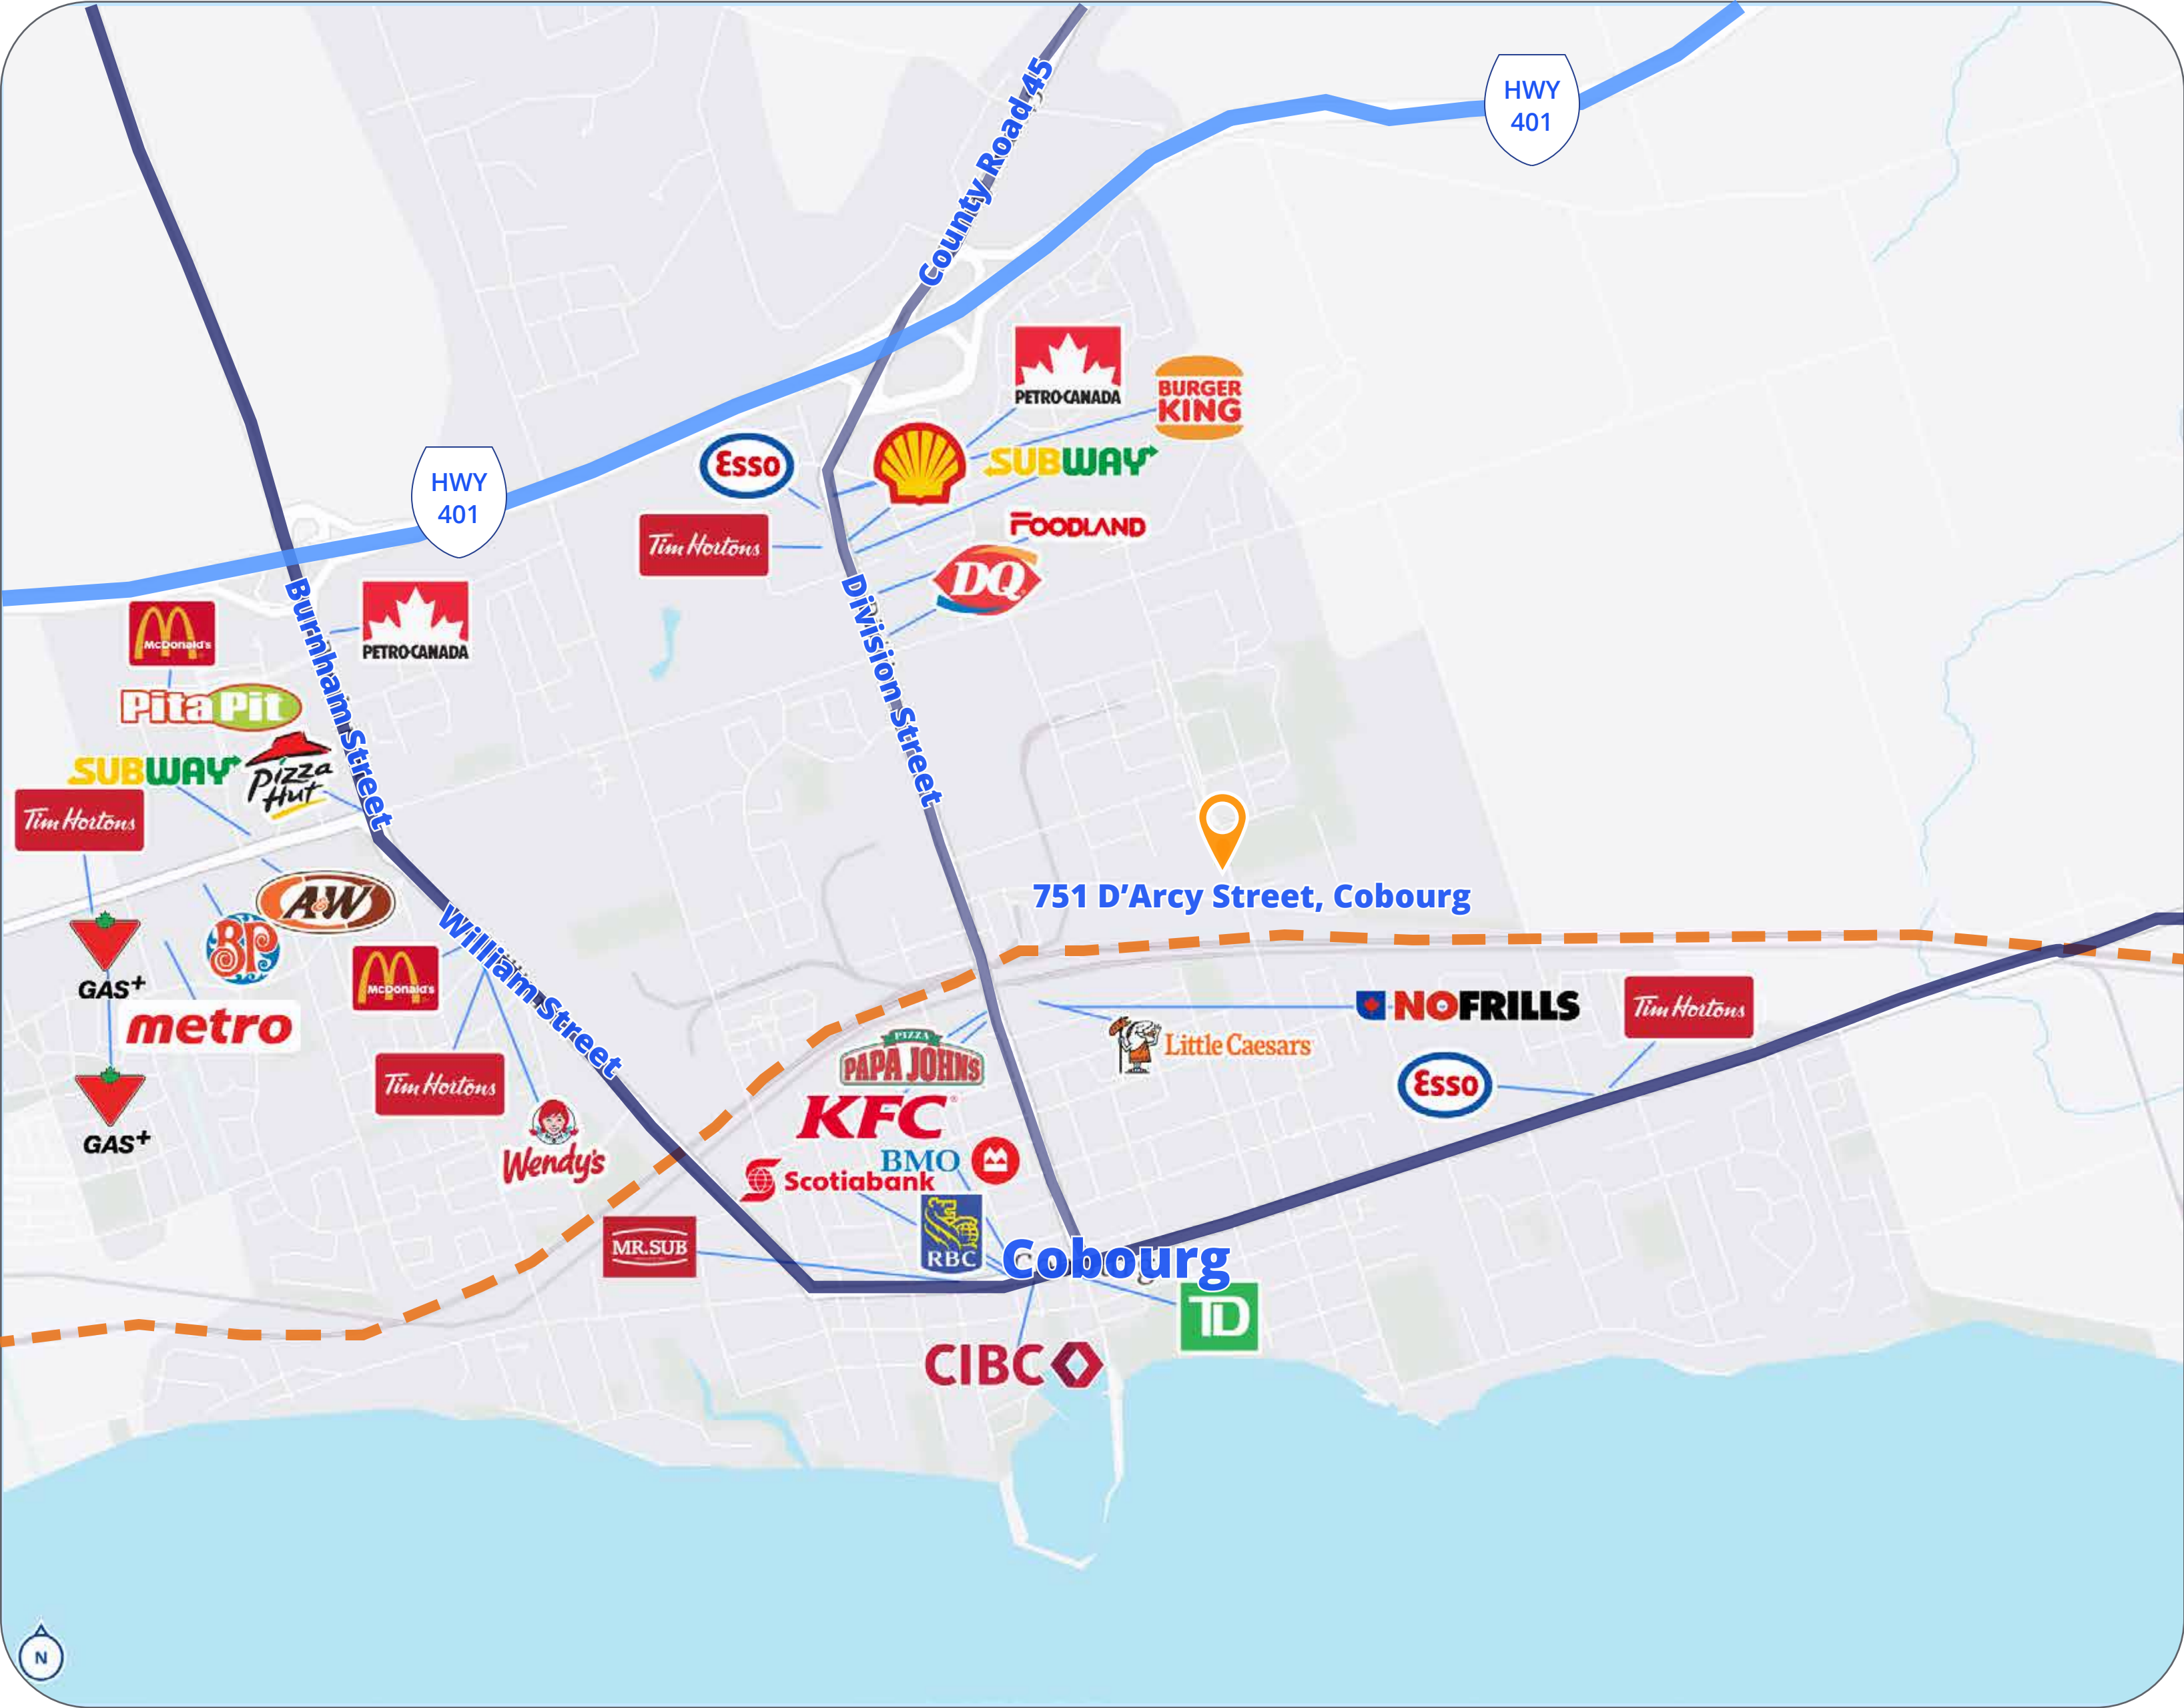 County Road 45
HWY
401
HWY
401
PETRO-CANADA
BURGER
KING
Esso
SUBWAY
Tim Hortons
FOODLAND
DQ
Burnham Street
Division Street
McDonald's
PETRO-CANADA
Pita Pit
SUBWAY
Pizza
Hut
Tim Hortons
751 D’Arcy Street, Cobourg
A&W
William Street
BP
GAS+
McDonald's
metro
NOFRILLS
Tim Hortons
Little Caesars
PIZZA
PAPA JOHNS
Esso
Tim Hortons
KFC
GAS+
Wendy's
BMO
Scotiabank
MR.SUB
RBC
Cobourg
TD
CIBC
N